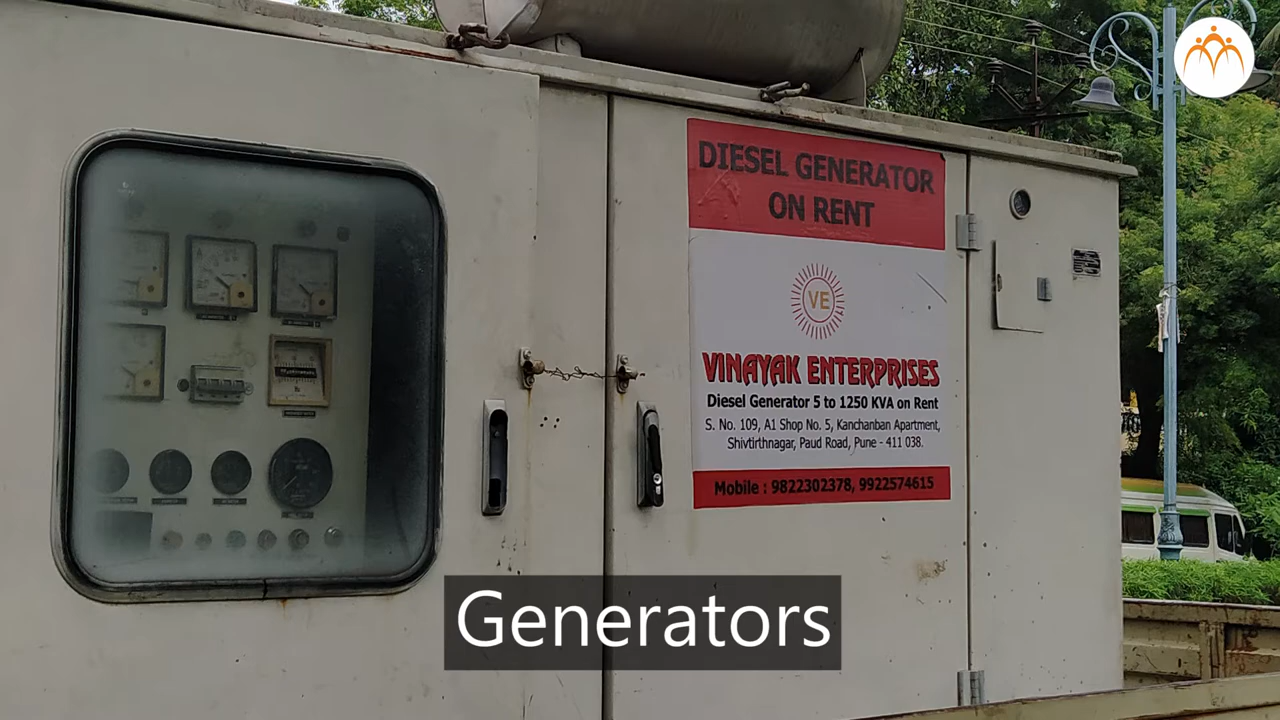 DIESEL GENERATOR
ON RENT
VE
VINAYAK ENTERPRISES
Diesel Generator 5 to 1250 KVA on Rent
S. No. 109, A1 Shop No. 5, Kanchanban Apartment,
Shivtirthnagar, Paud Road, Pune - 411 038.
Mobile : 9822302378, 9922574615
Generators